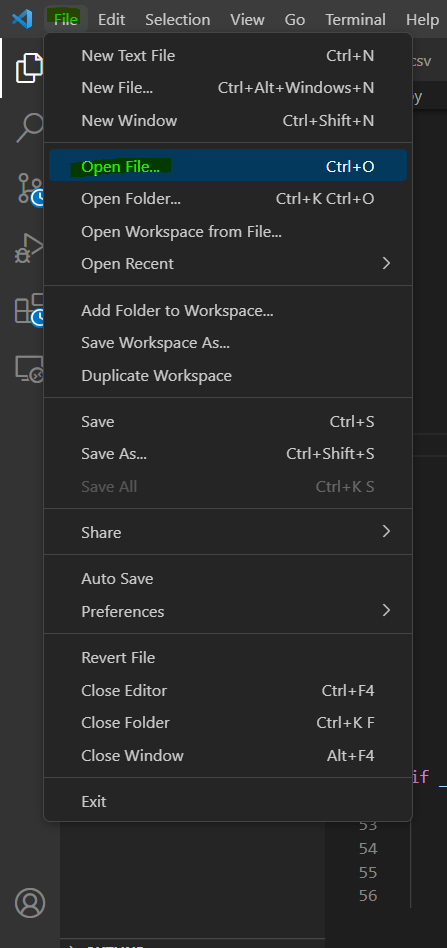 File Edit Selection View Go Terminal Help
csv
New Text File Ctrl+N
New File... Ctrl+Alt+Windows+N
New Window Ctrl+Shift+N
Open File... Ctrl+O
Open Folder... Ctrl+K Ctrl+O
Open Workspace from File...
Open Recent
Add Folder to Workspace...
Save Workspace As...
Duplicate Workspace
Save Ctrl+S
Save As... Ctrl+Shift+S
Save All Ctrl+K S
Share
Auto Save
Preferences
Revert File
Close Editor Ctrl+F4
Close Folder Ctrl+K F
Close Window Alt+F4
if _
Exit
53
54
55
56